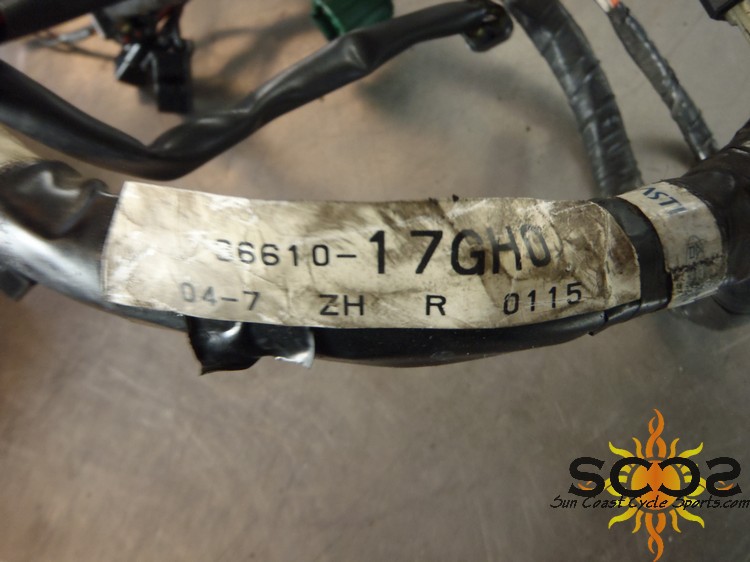 36610-17GH0
04-7 ZH R 0115
SCCS
Sun Coast Cycle Sports.com